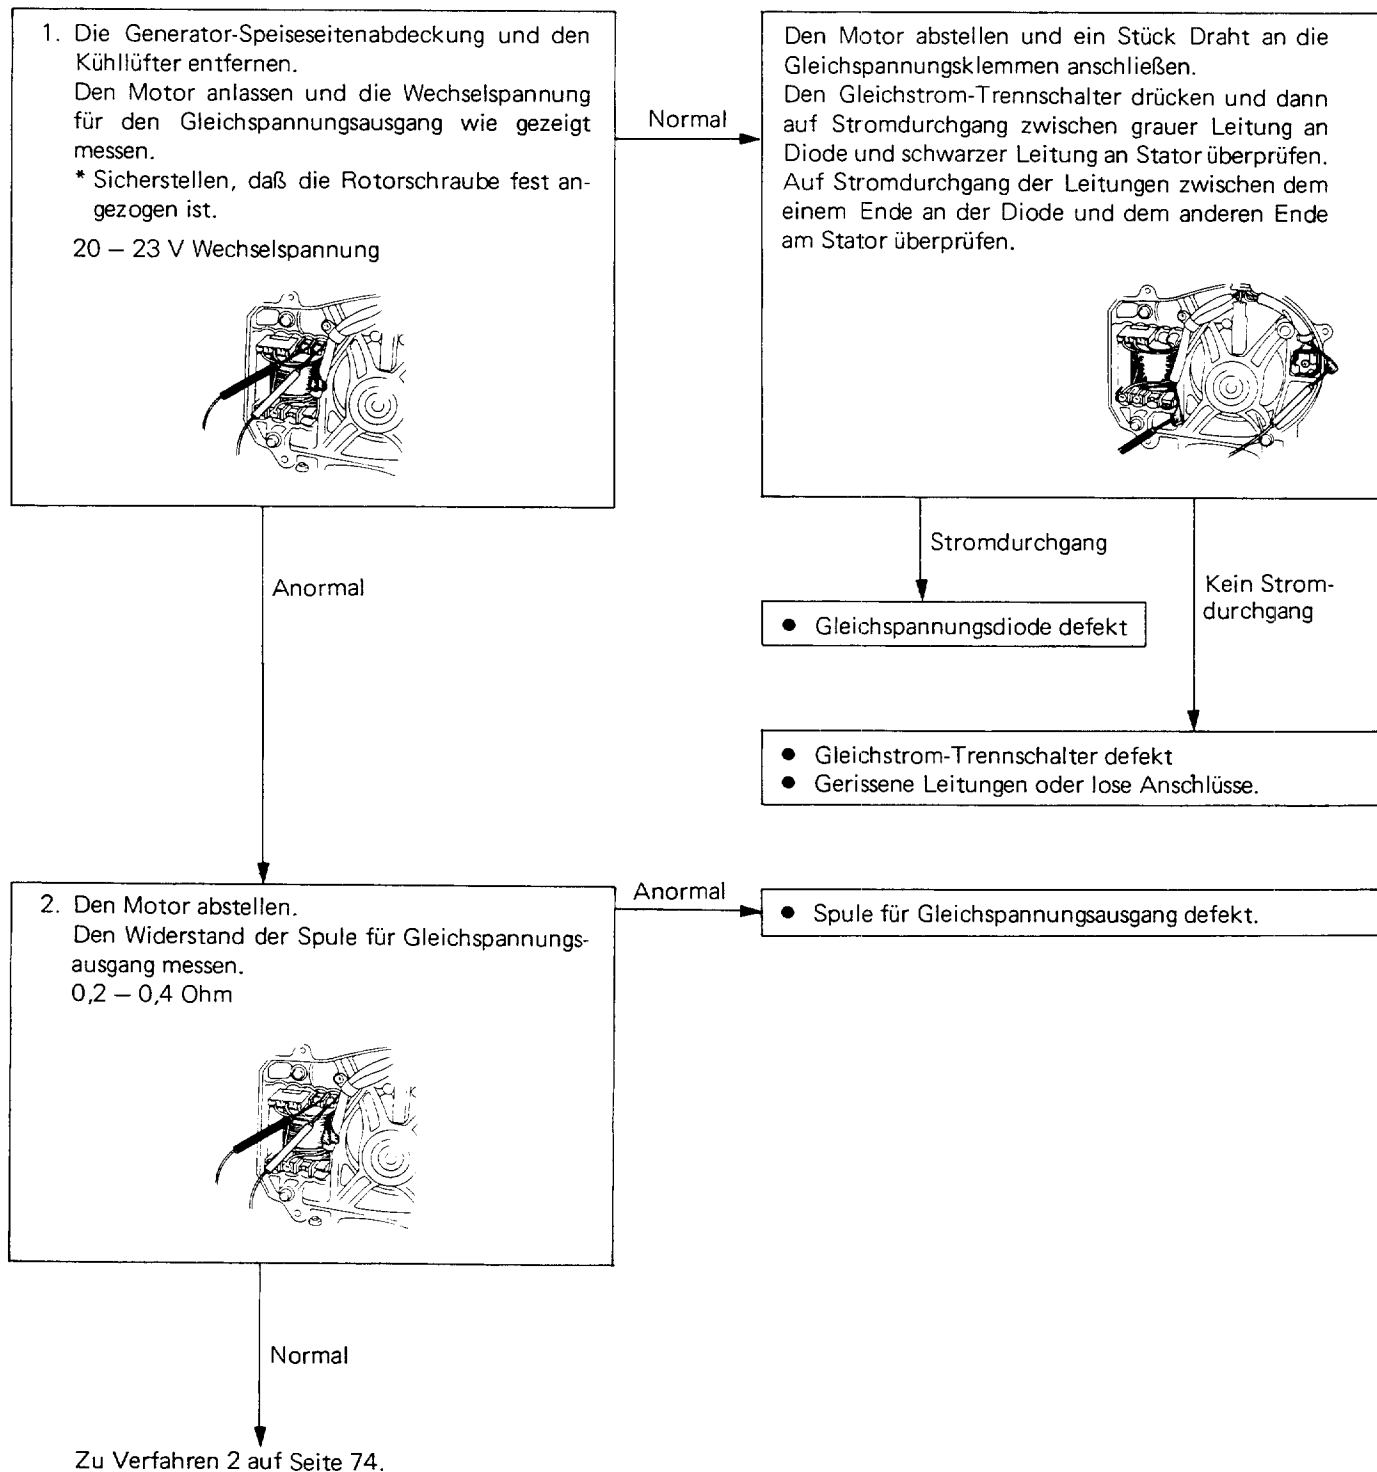 1. Die Generator-Speiseseitenabdeckung und den
Kühllüfter entfernen.
Den Motor anlassen und die Wechselspannung
für den Gleichspannungsausgang wie gezeigt
messen.
* Sicherstellen, daß die Rotorschraube fest an-
gezogen ist.
20 – 23 V Wechselspannung
Normal
Den Motor abstellen und ein Stück Draht an die
Gleichspannungsklemmen anschließen.
Den Gleichstrom-Trennschalter drücken und dann
auf Stromdurchgang zwischen grauer Leitung an
Diode und schwarzer Leitung an Stator überprüfen.
Auf Stromdurchgang der Leitungen zwischen dem
einem Ende an der Diode und dem anderen Ende
am Stator überprüfen.
Stromdurchgang
Kein Strom-
durchgang
● Gleichspannungsdiode defekt
● Gleichstrom-Trennschalter defekt
● Gerissene Leitungen oder lose Anschlüsse.
Anormal
2. Den Motor abstellen.
Den Widerstand der Spule für Gleichspannungs-
ausgang messen.
0,2 – 0,4 Ohm
Anormal
● Spule für Gleichspannungsausgang defekt.
Normal
Zu Verfahren 2 auf Seite 74.